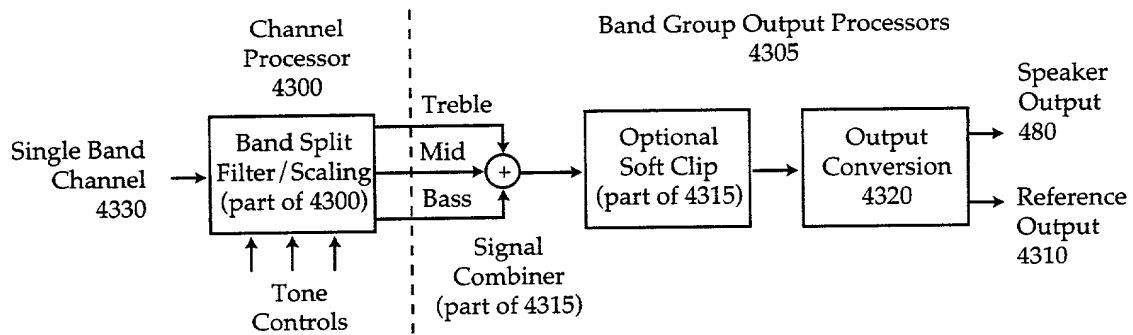 Channel
Processor
4300
Band Group Output Processors
4305
Single Band
Channel
4330
Band Split
Filter/Scaling
(part of 4300)
Tone
Controls
Treble
Mid
Bass
+
Signal
Combiner
(part of 4315)
Optional
Soft Clip
(part of 4315)
Output
Conversion
4320
Speaker
Output
480
Reference
Output
4310